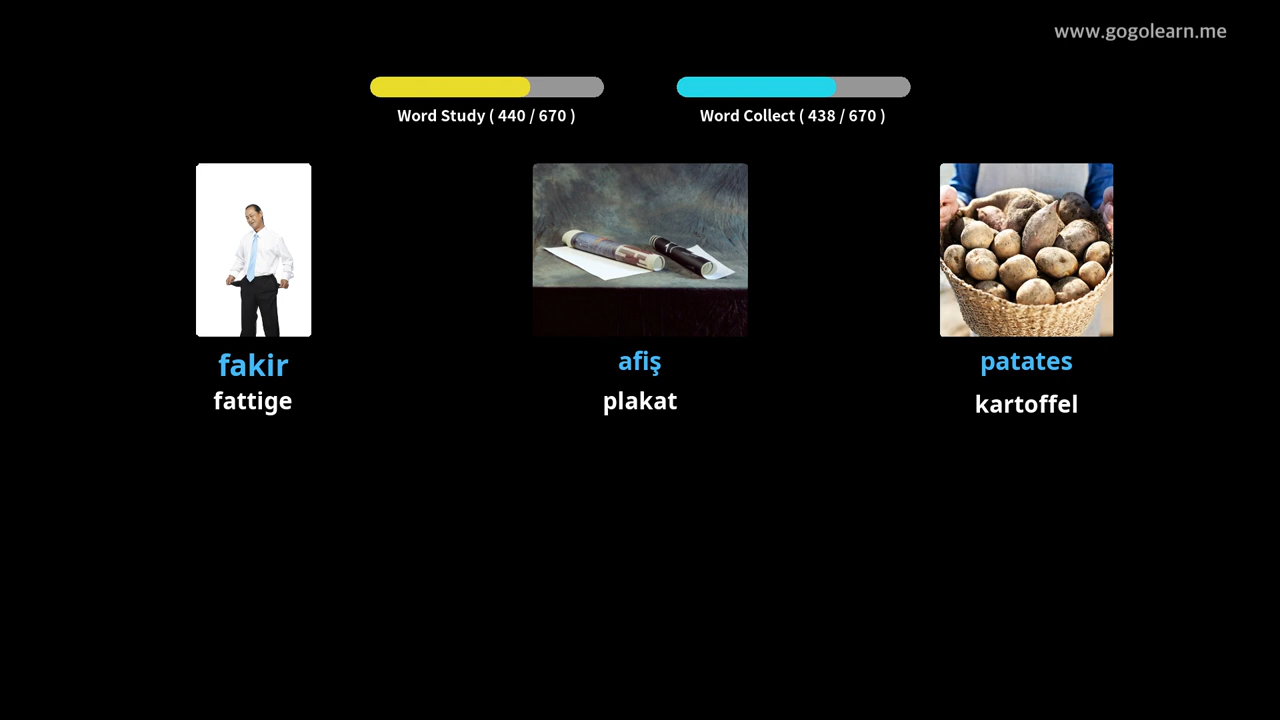 www.gogolearn.me
Word Study ( 440 / 670 )
Word Collect ( 438 / 670 )
fakir
fattige
afiş
plakat
patates
kartoffel